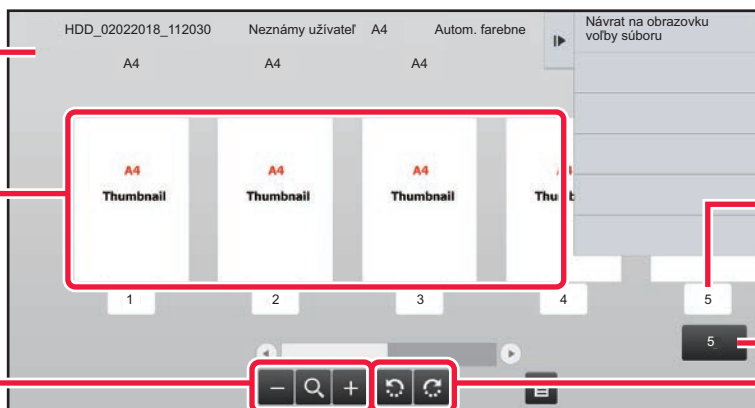 HDD_02022018_112030 Neznámy užívateľ A4 Autom. farebne
Návrat na obrazovku
voľby súboru
A4 A4 A4
A4 A4 A4
Thumbnail Thumbnail Thumbnail
1 2 3 4 5
5